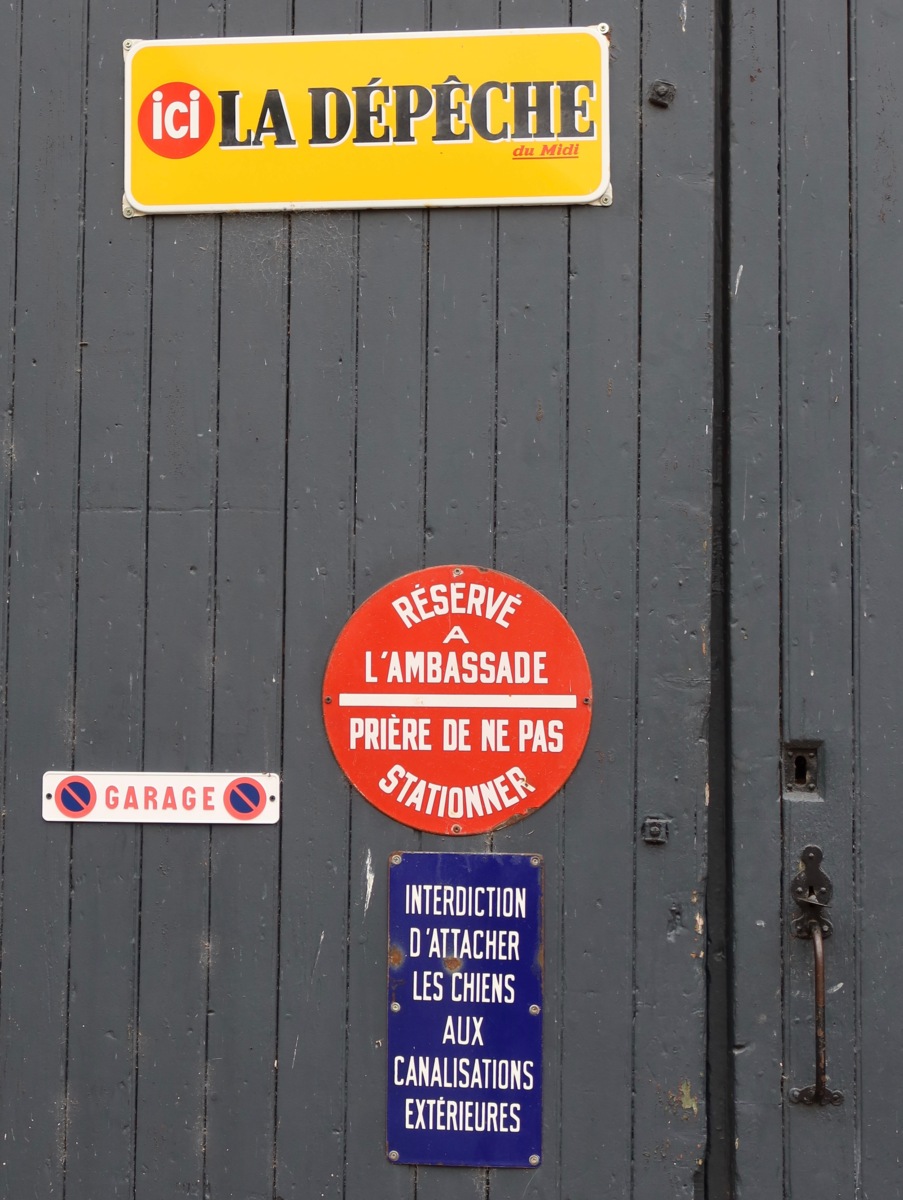 ici LA DÉPÊCHE
du Midi
RÉSERVÉ
A
L'AMBASSADE
PRIÈRE DE NE PAS
STATIONNER
GARAGE
INTERDICTION
D'ATTACHER
LES CHIENS
AUX
CANALISATIONS
EXTÉRIEURES